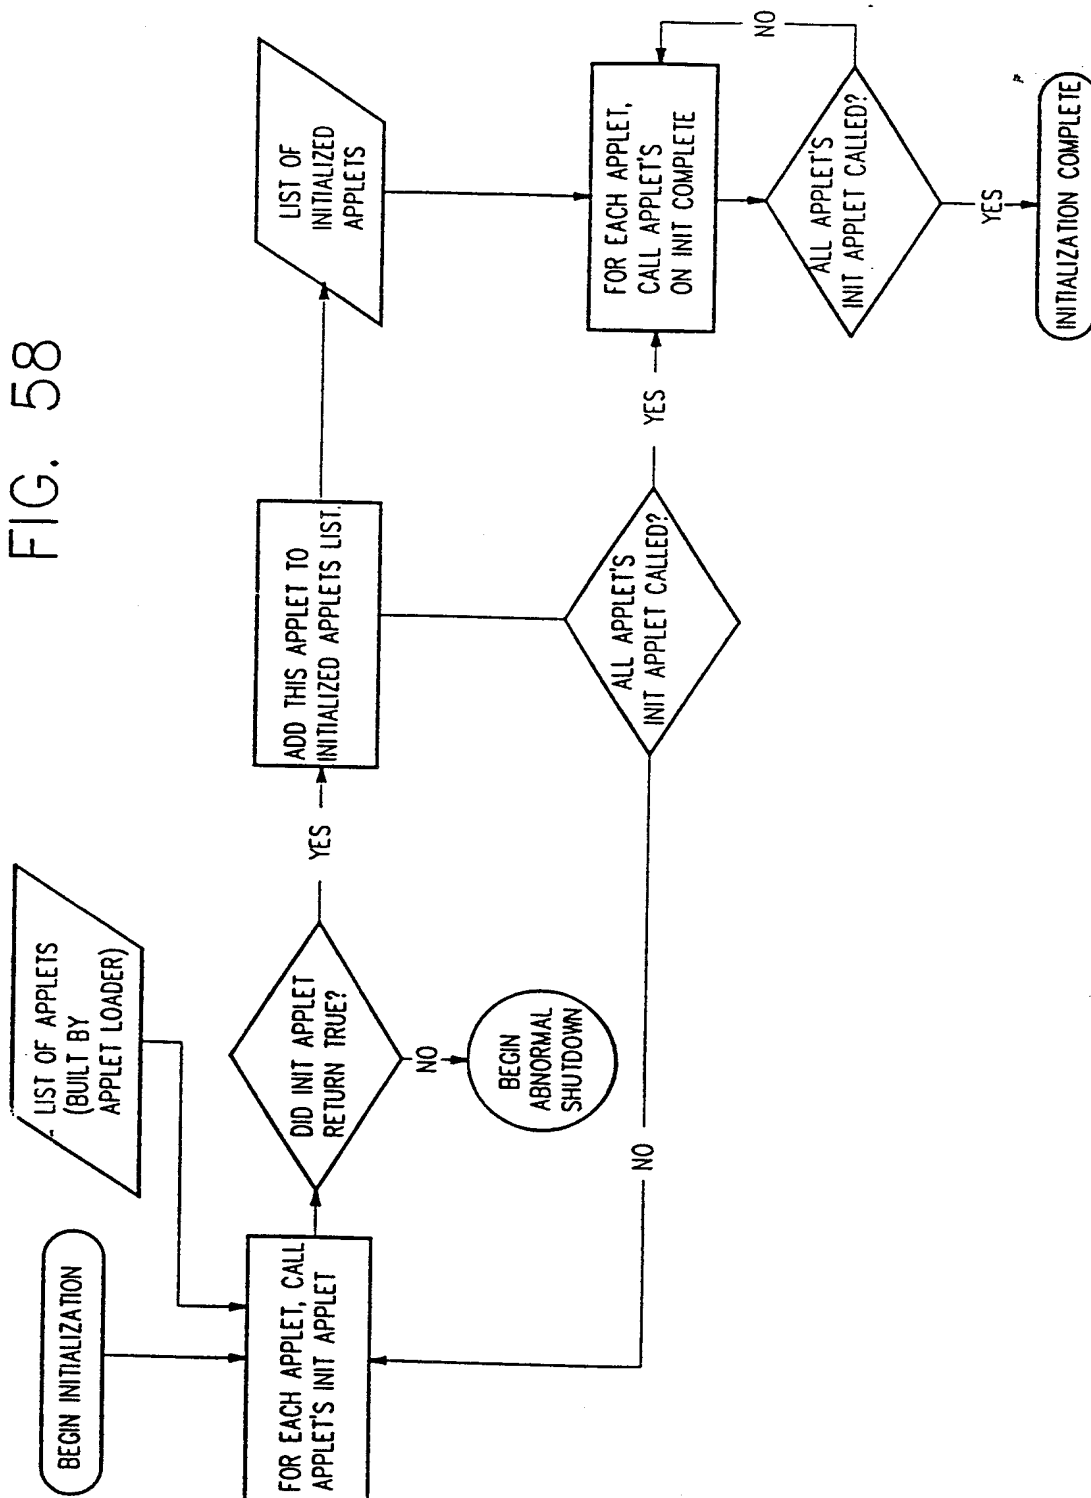 FIG. 58
BEGIN INITIALIZATION
LIST OF APPLETS
(BUILT BY
APPLET LOADER)
FOR EACH APPLET, CALL
APPLET'S INIT APPLET
DID INIT APPLET
RETURN TRUE?
NO
BEGIN
ABNORMAL
SHUTDOWN
YES
ADD THIS APPLET TO
INITIALIZED APPLETS LIST.
LIST OF
INITIALIZED
APPLETS
ALL APPLET'S
INIT APPLET CALLED?
NO
YES
FOR EACH APPLET,
CALL APPLET'S
ON INIT COMPLETE
ALL APPLET'S
INIT APPLET CALLED?
NO
YES
INITIALIZATION COMPLETE